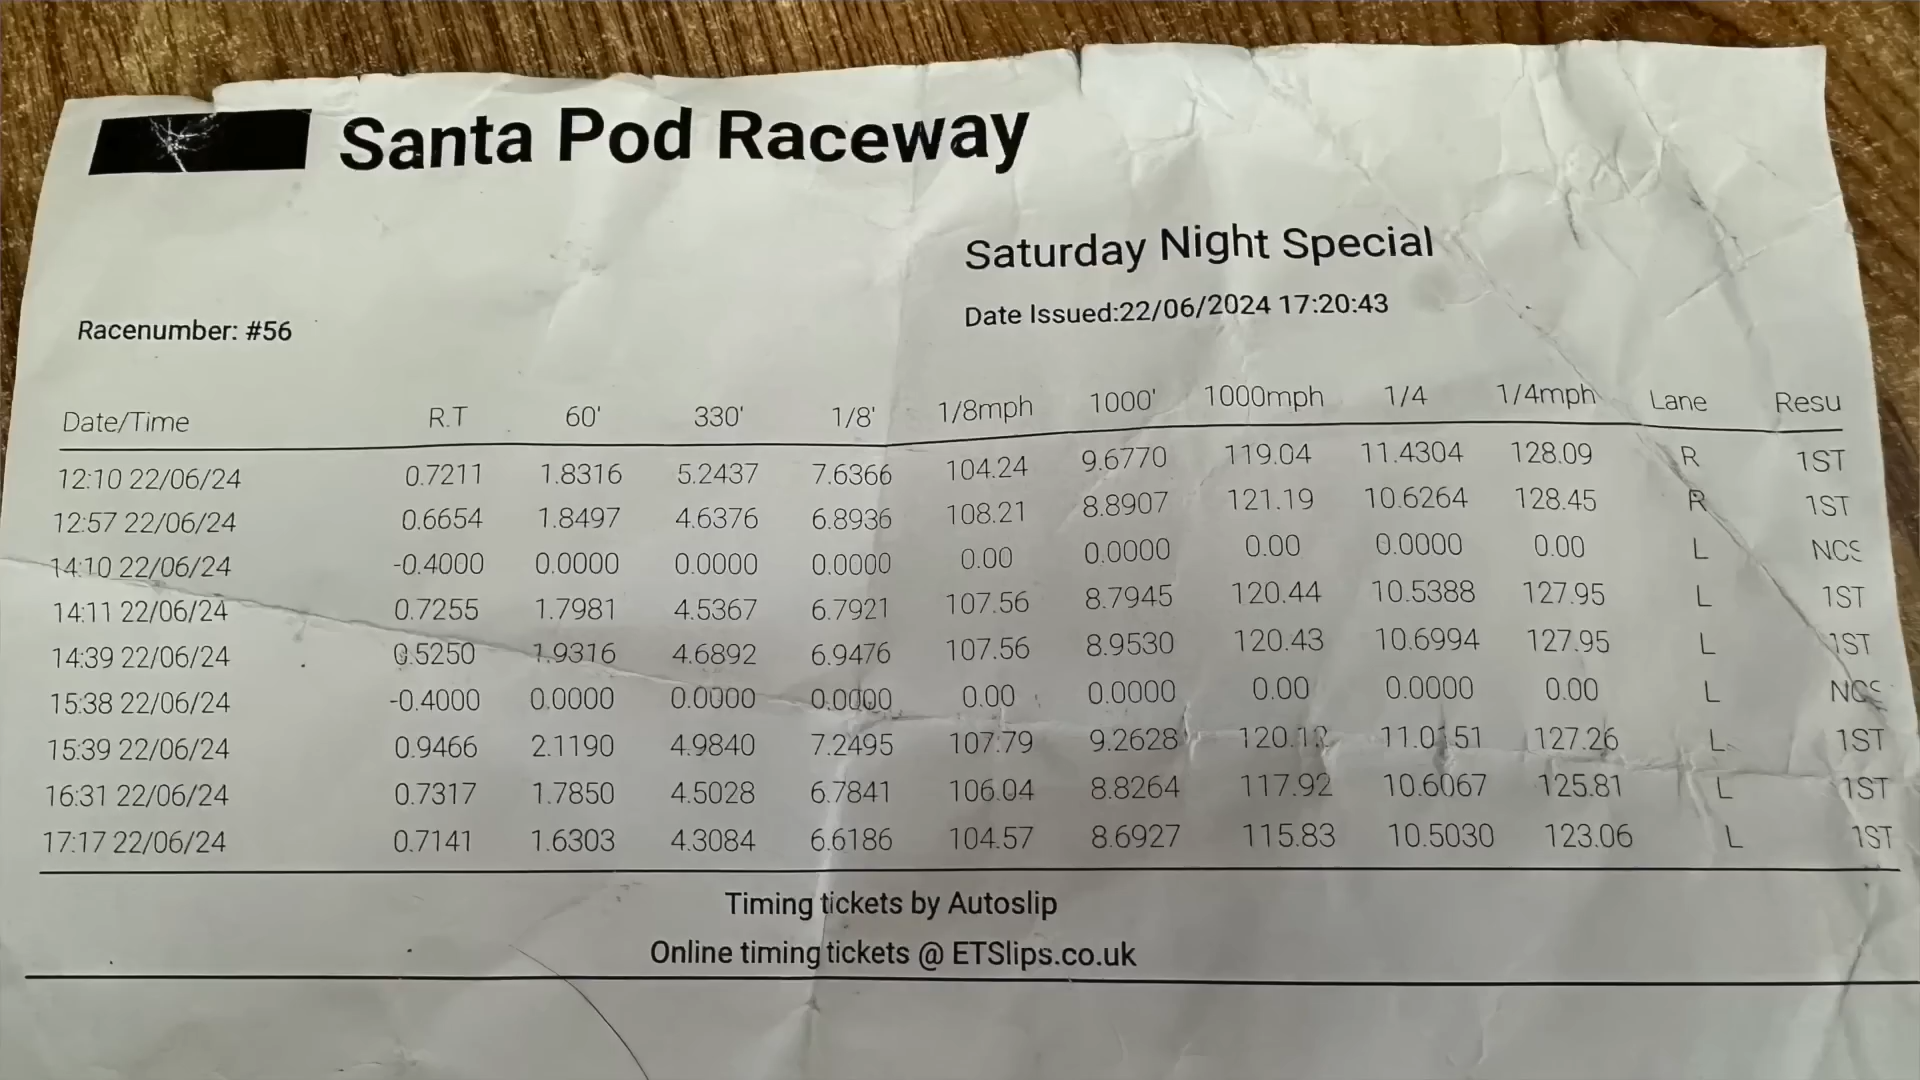 Santa Pod Raceway
Saturday Night Special
Date Issued:22/06/2024 17:20:43
Racenumber: #56
Date/Time R.T 60' 330' 1/8' 1/8mph 1000' 1000mph 1/4 1/4mph Lane Resu
12:10 22/06/24 0.7211 1.8316 5.2437 7.6366 104.24 9.6770 119.04 11.4304 128.09 R 1ST
12:57 22/06/24 0.6654 1.8497 4.6376 6.8936 108.21 8.8907 121.19 10.6264 128.45 R 1ST
14:10 22/06/24 -0.4000 0.0000 0.0000 0.0000 0.00 0.0000 0.00 0.0000 0.00 L NCS
14:11 22/06/24 0.7255 1.7981 4.5367 6.7921 107.56 8.7945 120.44 10.5388 127.95 L 1ST
14:39 22/06/24 0.5250 1.9316 4.6892 6.9476 107.56 8.9530 120.43 10.6994 127.95 L 1ST
15:38 22/06/24 -0.4000 0.0000 0.0000 0.0000 0.00 0.0000 0.00 0.0000 0.00 L NCS
15:39 22/06/24 0.9466 2.1190 4.9840 7.2495 107.79 9.2628 11.0151 127.26 L 1ST
16:31 22/06/24 0.7317 1.7850 4.5028 6.7841 106.04 8.8264 117.92 10.6067 125.81 L 1ST
17:17 22/06/24 0.7141 1.6303 4.3084 6.6186 104.57 8.6927 115.83 10.5030 123.06 L 1ST
Timing tickets by Autoslip
Online timing tickets @ ETSlips.co.uk